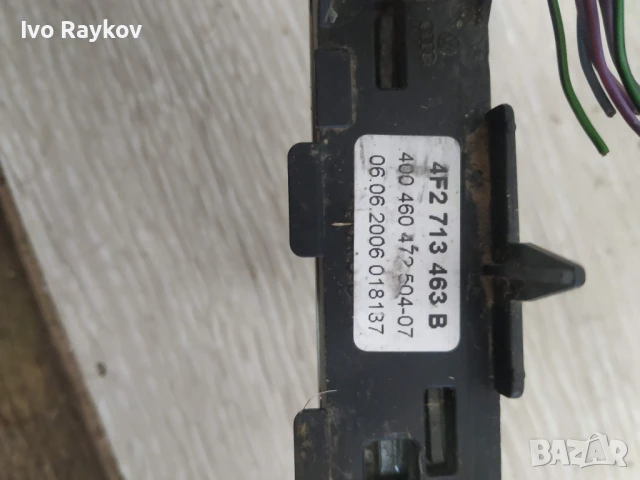 Ivo Raykov
4F2 713 463 B
400 460 472 504-07
06.06.2006 018137
BAZAR